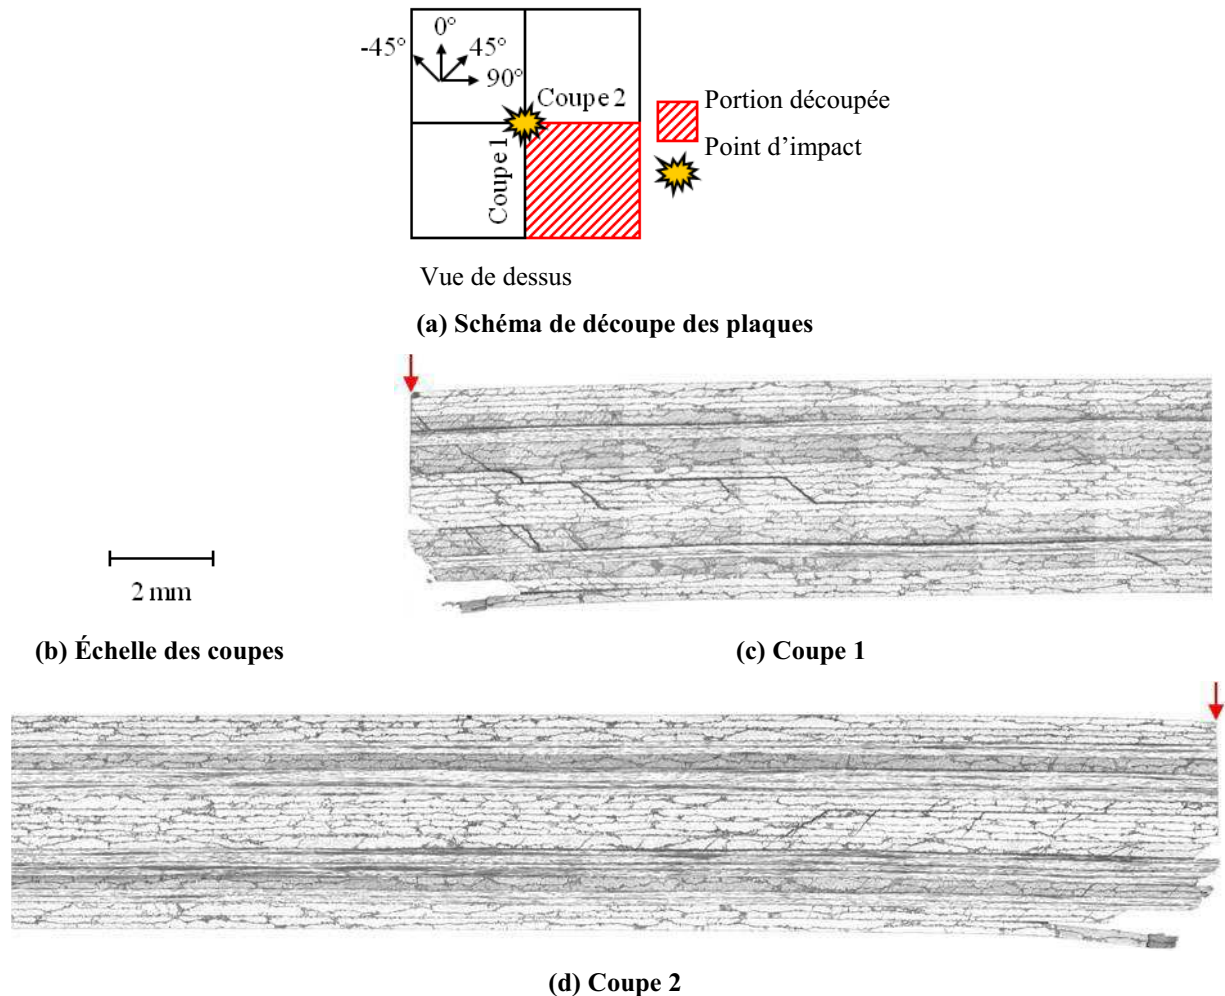 0°
-45°
45°
90°
Coupe 2
Coupe 1
Portion découpée
Point d’impact
Vue de dessus
(a) Schéma de découpe des plaques
2 mm
(b) Échelle des coupes
(c) Coupe 1
(d) Coupe 2